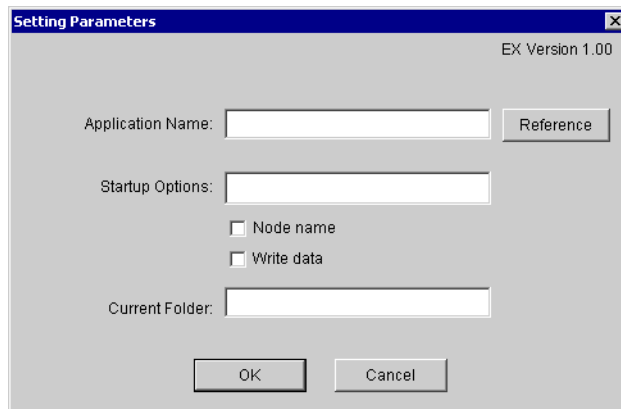 Setting Parameters
EX Version 1.00
Application Name:
Reference
Startup Options:
Node name
Write data
Current Folder:
OK
Cancel